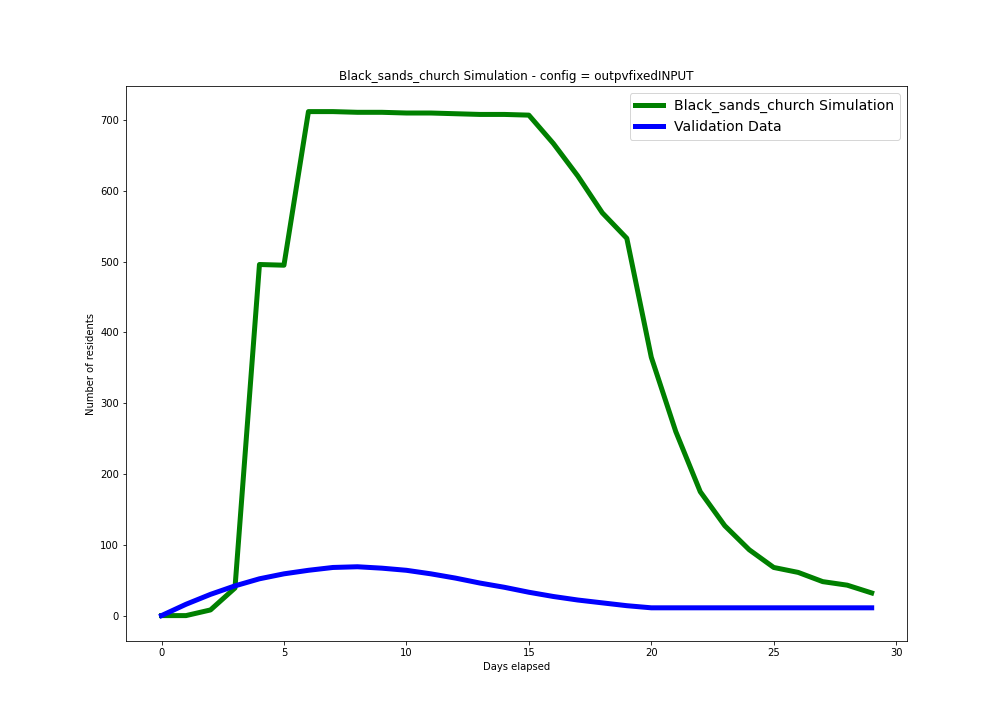 Black_sands_church Simulation - config = outpvfixedINPUT
Black_sands_church Simulation
Validation Data
700
600
500
400
300
200
100
0
Number of residents
0 5 10 15 20 25 30
Days elapsed